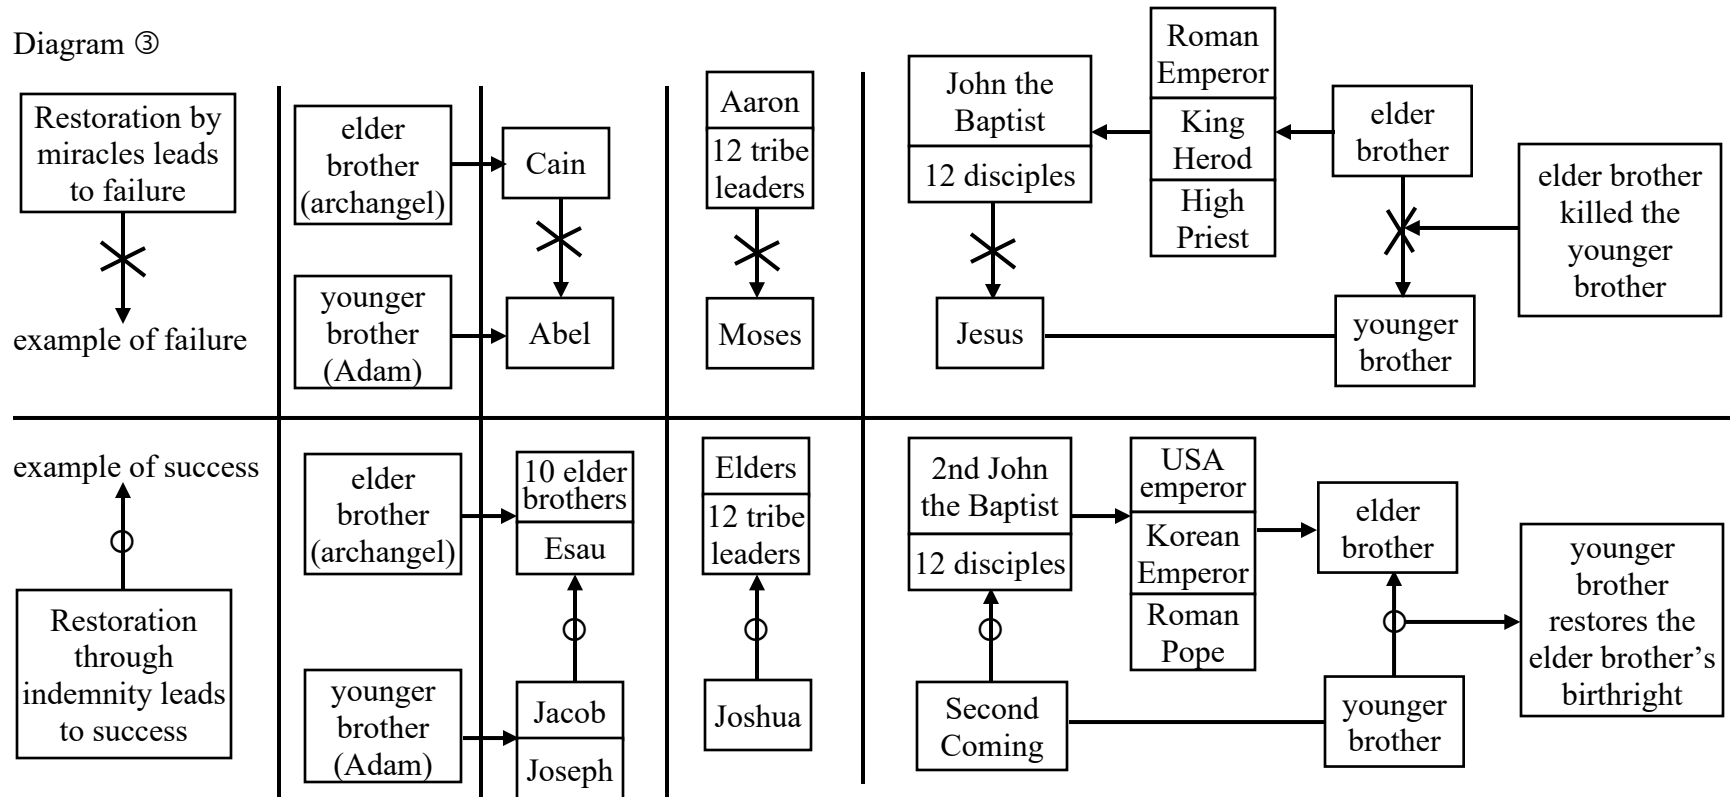 Diagram ③
Restoration by
miracles leads
to failure
example of failure
elder
brother
(archangel)
younger
brother
(Adam)
Cain
Abel
Aaron
12 tribe
leaders
Moses
John the
Baptist
12 disciples
Jesus
Roman
Emperor
King
Herod
High
Priest
elder
brother
younger
brother
elder brother
killed the
younger
brother
example of success
Restoration
through
indemnity leads
to success
elder
brother
(archangel)
younger
brother
(Adam)
10 elder
brothers
Esau
Jacob
Joseph
Elders
12 tribe
leaders
Joshua
2nd John
the Baptist
12 disciples
Second
Coming
USA
emperor
Korean
Emperor
Roman
Pope
elder
brother
younger
brother
younger
brother
restores the
elder brother’s
birthright